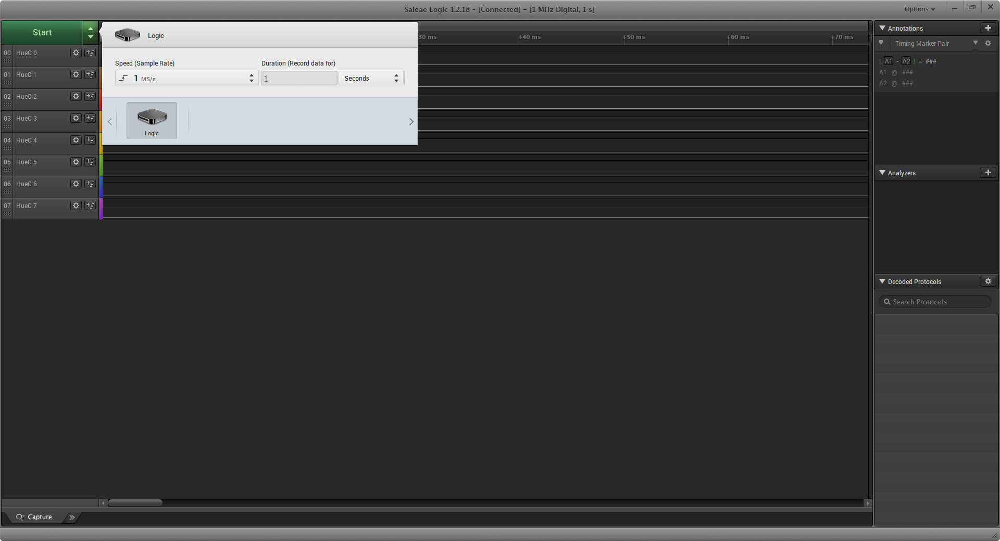 Saleae Logic 1.2.18 - [Connected] - [1 MHz Digital, 1 s]
Options
Start
Logic
Speed (Sample Rate)
Duration (Record data for)
1 MS/s
1
Seconds
Logic
30 ms
+40 ms
+50 ms
+60 ms
+70 ms
00 HueC 0
01 HueC 1
02 HueC 2
03 HueC 3
04 HueC 4
05 HueC 5
06 HueC 6
07 HueC 7
Annotations
Timing Marker Pair
| A1 - A2 | = ###
A1 @ ###
A2 @ ###
Analyzers
Decoded Protocols
Search Protocols
Capture